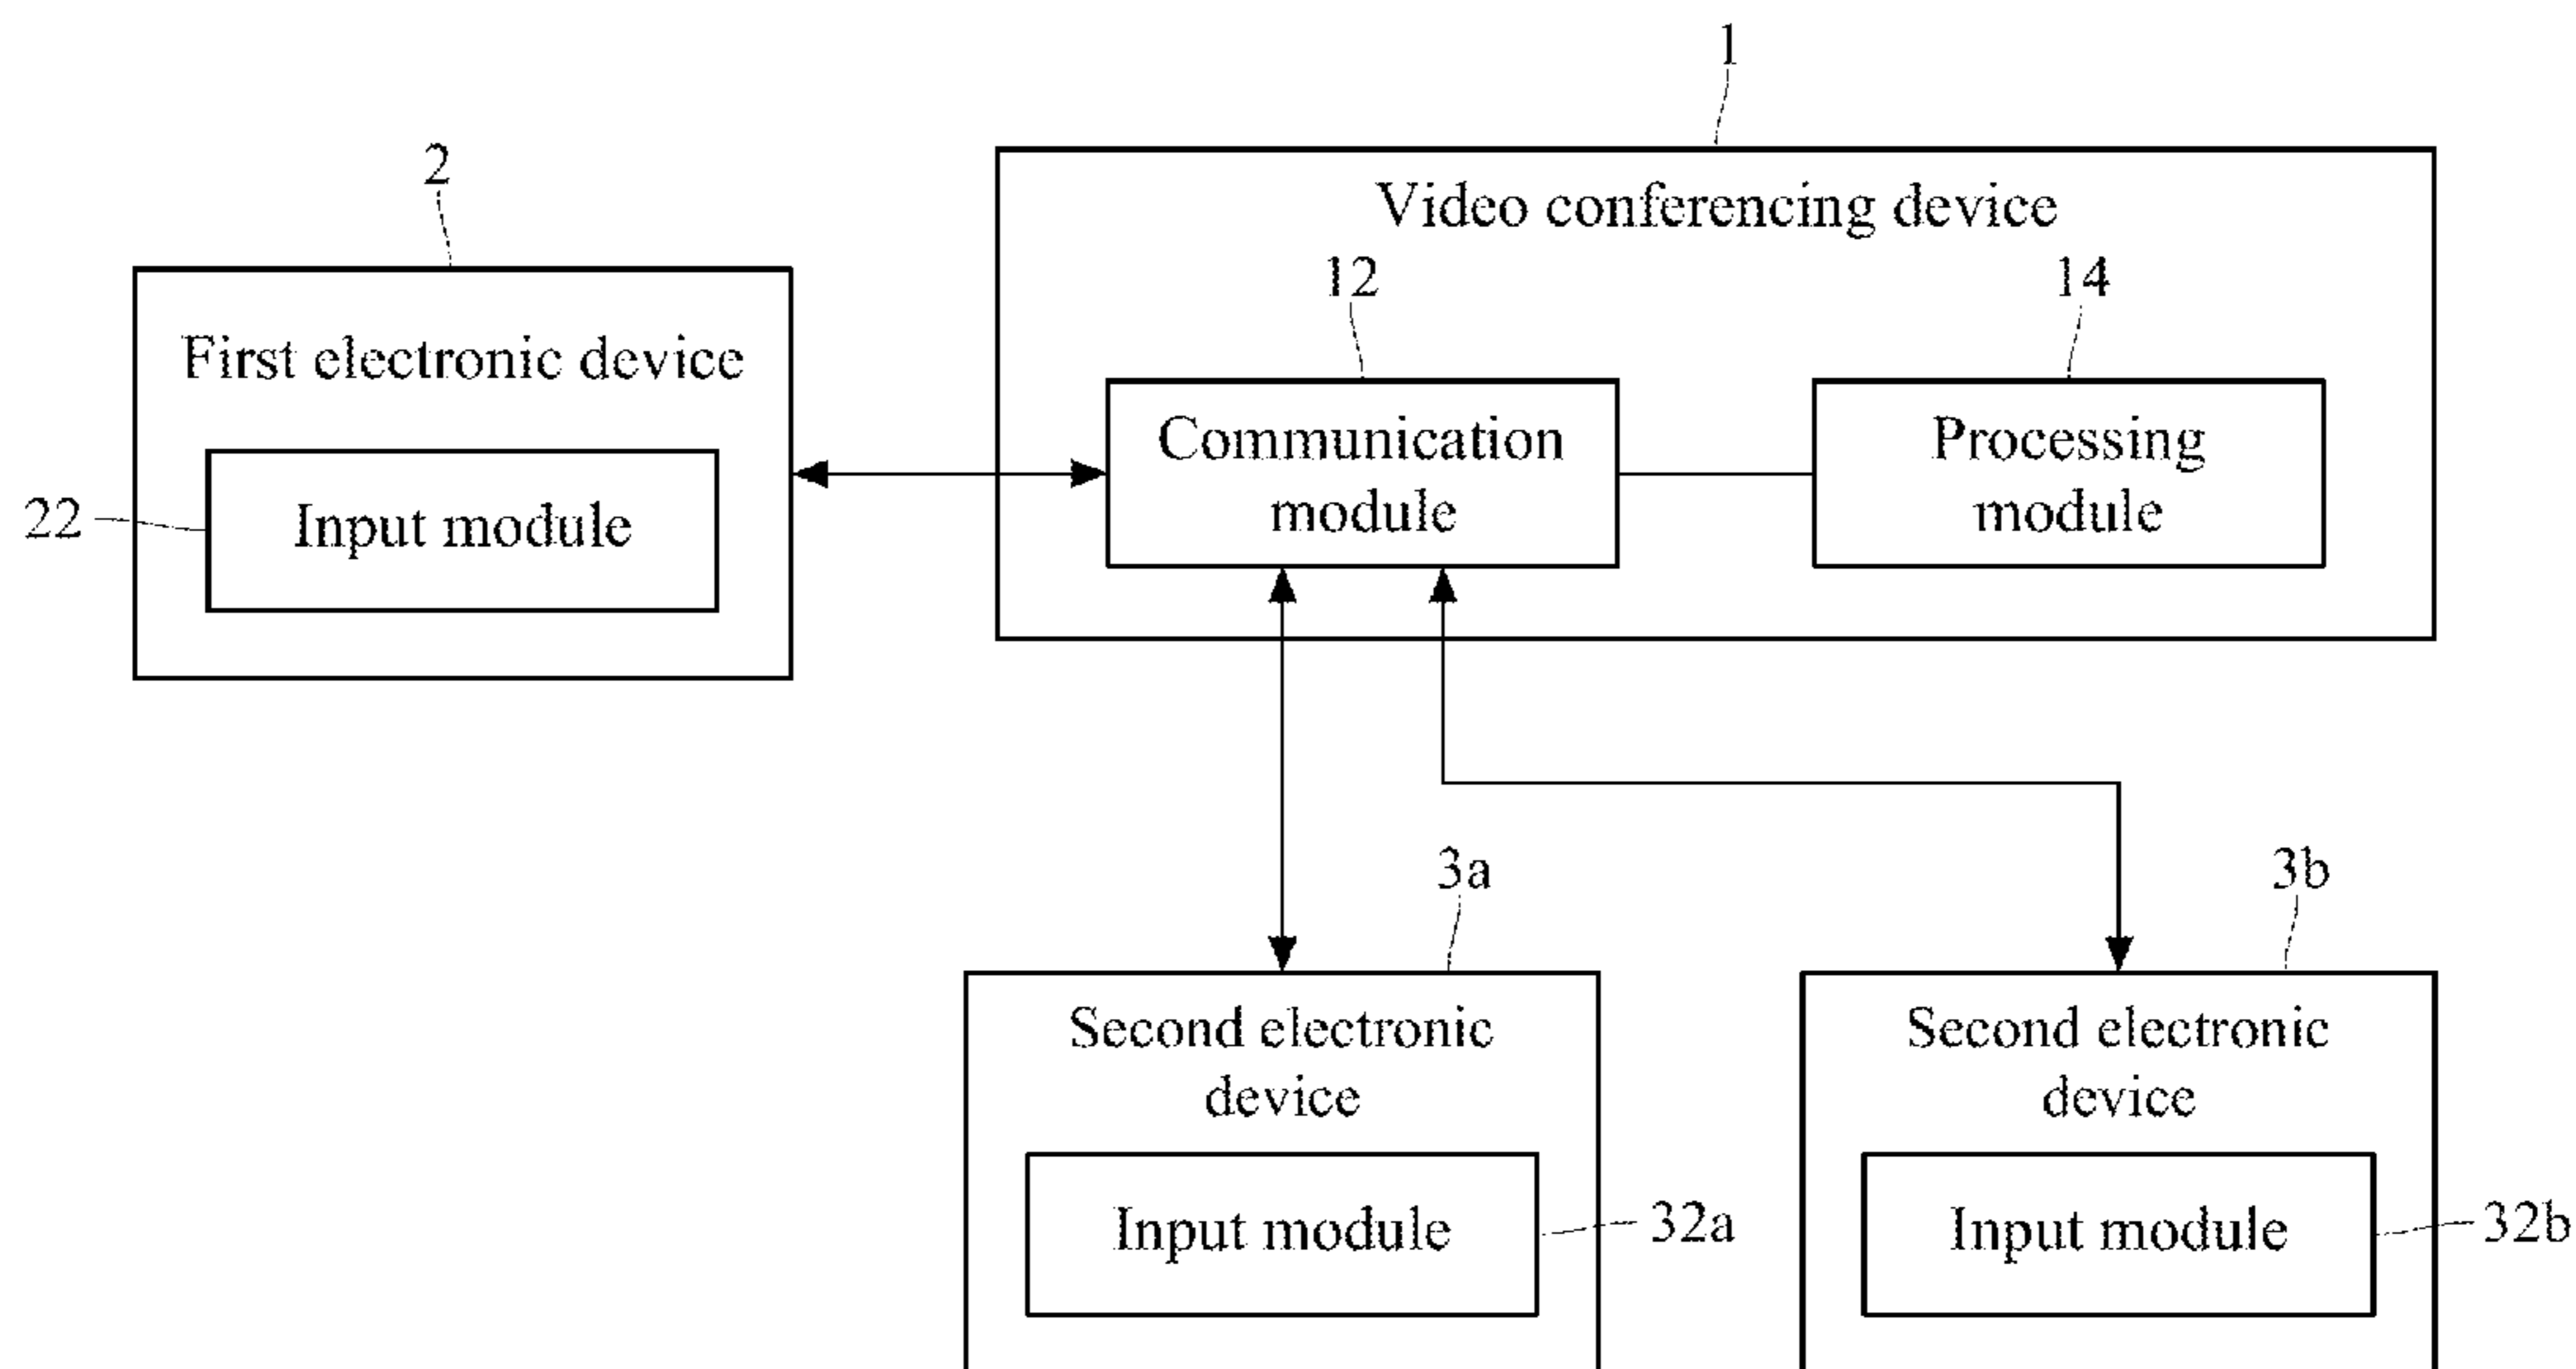 1
2
Video conferencing device
12
14
First electronic device
Communication
module
Processing
module
22
Input module
3a
3b
Second electronic
device
Second electronic
device
Input module
32a
Input module
32b